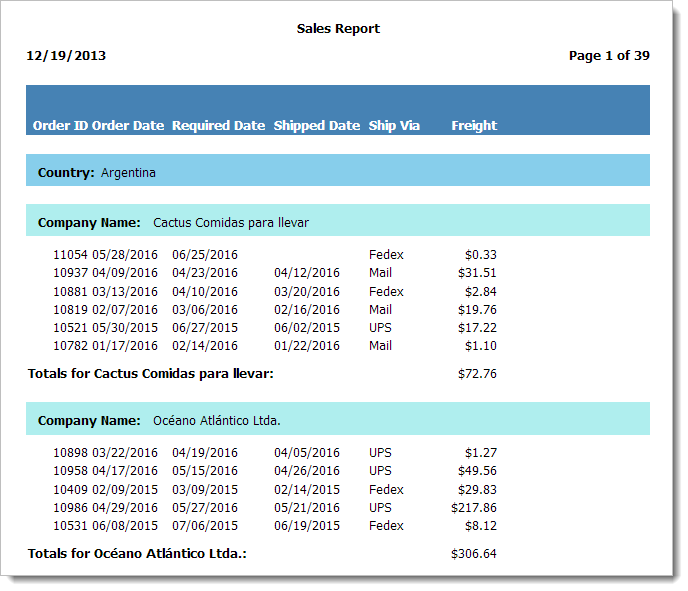 Sales Report
12/19/2013 Page 1 of 39
Order ID Order Date Required Date Shipped Date Ship Via Freight
Country: Argentina
Company Name: Cactus Comidas para llevar
11054 05/28/2016 06/25/2016 Fedex $0.33
10937 04/09/2016 04/23/2016 04/12/2016 Mail $31.51
10881 03/13/2016 04/10/2016 03/20/2016 Fedex $2.84
10819 02/07/2016 03/06/2016 02/16/2016 Mail $19.76
10521 05/30/2015 06/27/2015 06/02/2015 UPS $17.22
10782 01/17/2016 02/14/2016 01/22/2016 Mail $1.10
Totals for Cactus Comidas para llevar: $72.76
Company Name: Océano Atlántico Ltda.
10898 03/22/2016 04/19/2016 04/05/2016 UPS $1.27
10958 04/17/2016 05/15/2016 04/26/2016 UPS $49.56
10409 02/09/2015 03/09/2015 02/14/2015 Fedex $29.83
10986 04/29/2016 05/27/2016 05/21/2016 UPS $217.86
10531 06/08/2015 07/06/2015 06/19/2015 Fedex $8.12
Totals for Océano Atlántico Ltda.: $306.64